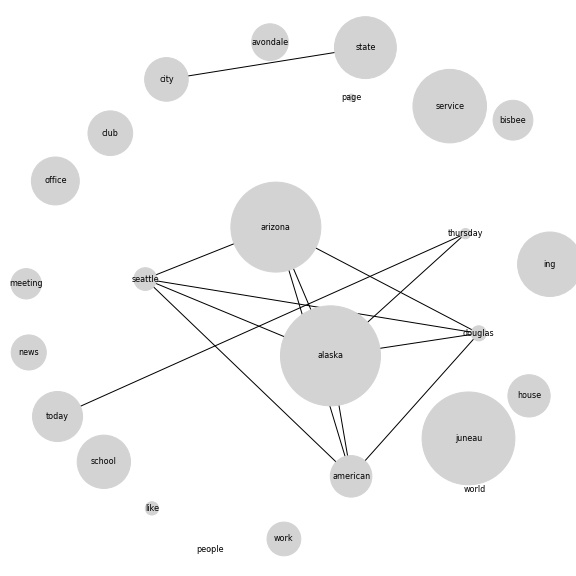 avondale
state
city
page
service
bisbee
club
office
arizona
thursday
ing
seattle
meeting
douglas
news
alaska
house
today
juneau
school
american
world
like
work
people